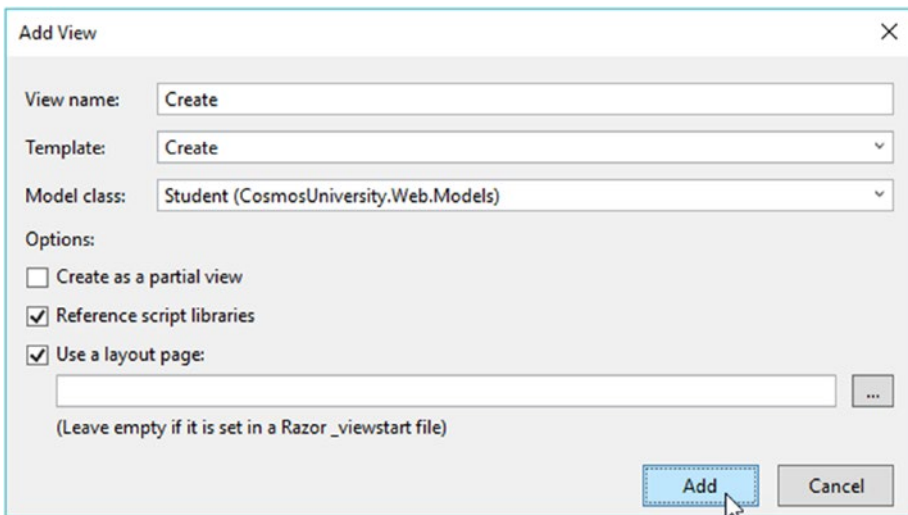 Add View
View name: Create
Template: Create
Model class: Student (CosmosUniversity.Web.Models)
Options:
Create as a partial view
Reference script libraries
Use a layout page:
...
(Leave empty if it is set in a Razor _viewstart file)
Add Cancel